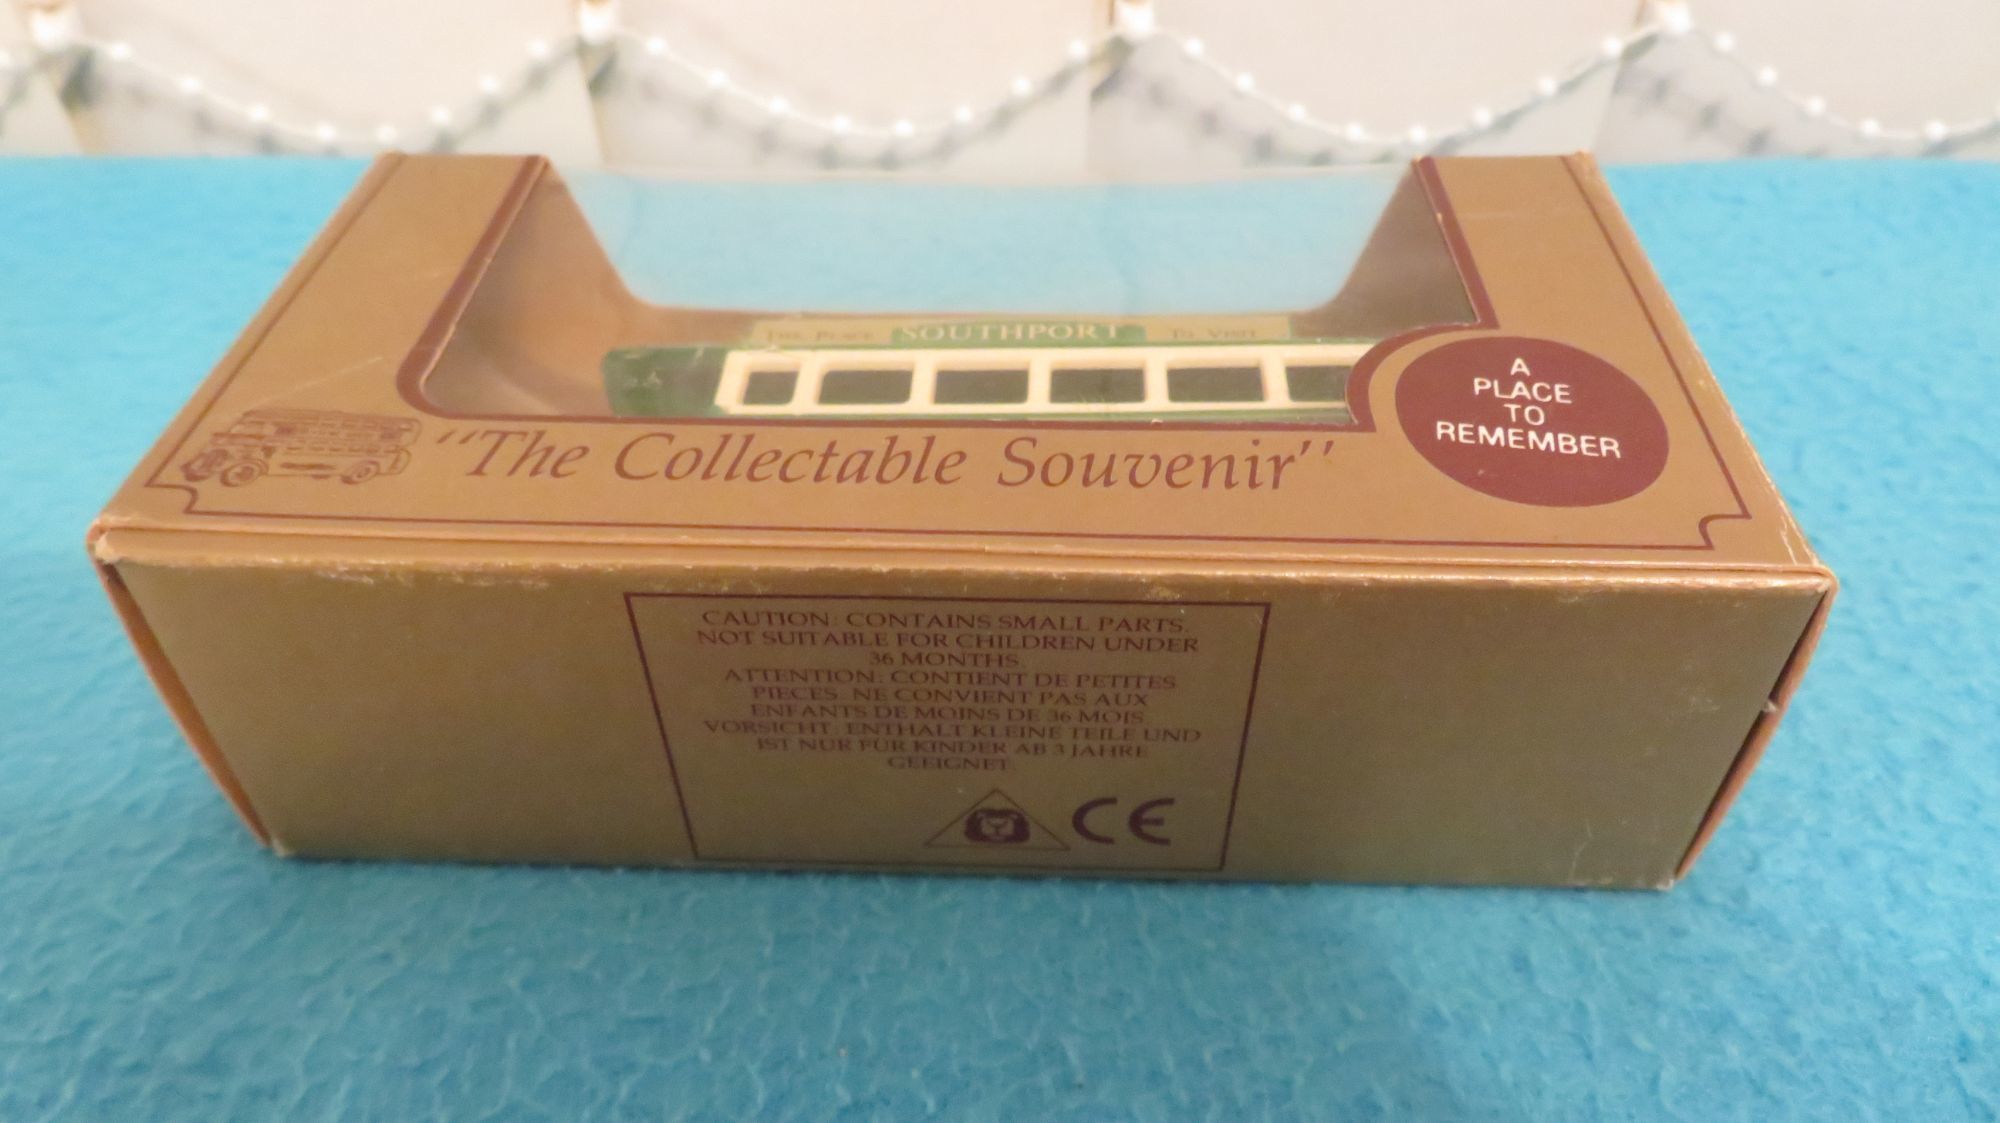 The Place SOUTHPORT To Visit
"The Collectable Souvenir"
A
PLACE
TO
REMEMBER
CAUTION: CONTAINS SMALL PARTS.
NOT SUITABLE FOR CHILDREN UNDER
36 MONTHS.
ATTENTION: CONTIENT DE PETITES
PIECES. NE CONVIENT PAS AUX
ENFANTS DE MOINS DE 36 MOIS.
VORSICHT: ENTHALT KLEINE TEILE UND
IST NUR FÜR KINDER AB 3 JAHRE
GEEIGNET.
CE